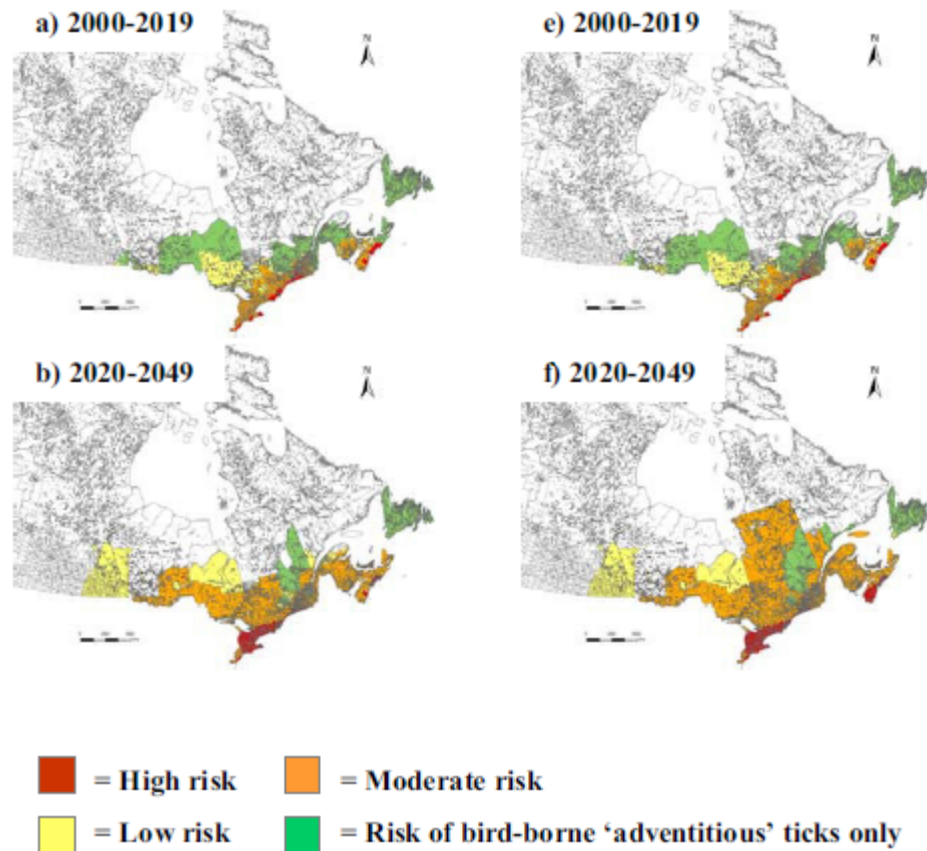 a) 2000-2019
N
e) 2000-2019
N
b) 2020-2049
N
f) 2020-2049
N
= High risk
= Moderate risk
= Low risk
= Risk of bird-borne ‘adventitious’ ticks only